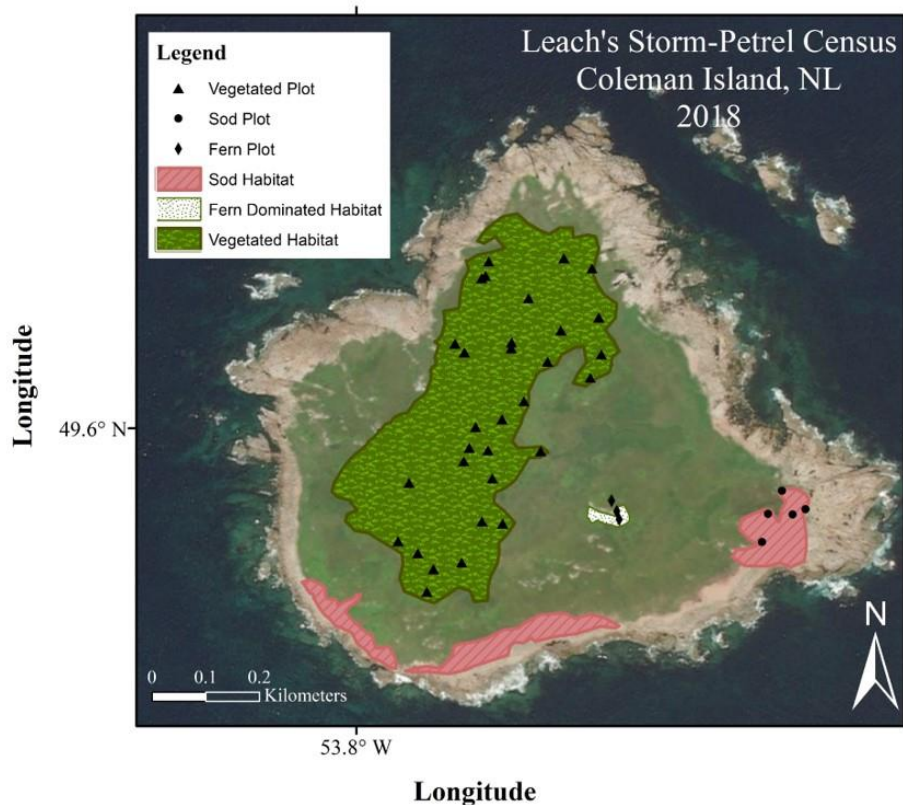 Leach's Storm-Petrel Census
Coleman Island, NL
2018
Legend
Vegetated Plot
Sod Plot
Fern Plot
Sod Habitat
Fern Dominated Habitat
Vegetated Habitat
Longitude
49.6° N
N
0 0.1 0.2
Kilometers
53.8° W
Longitude